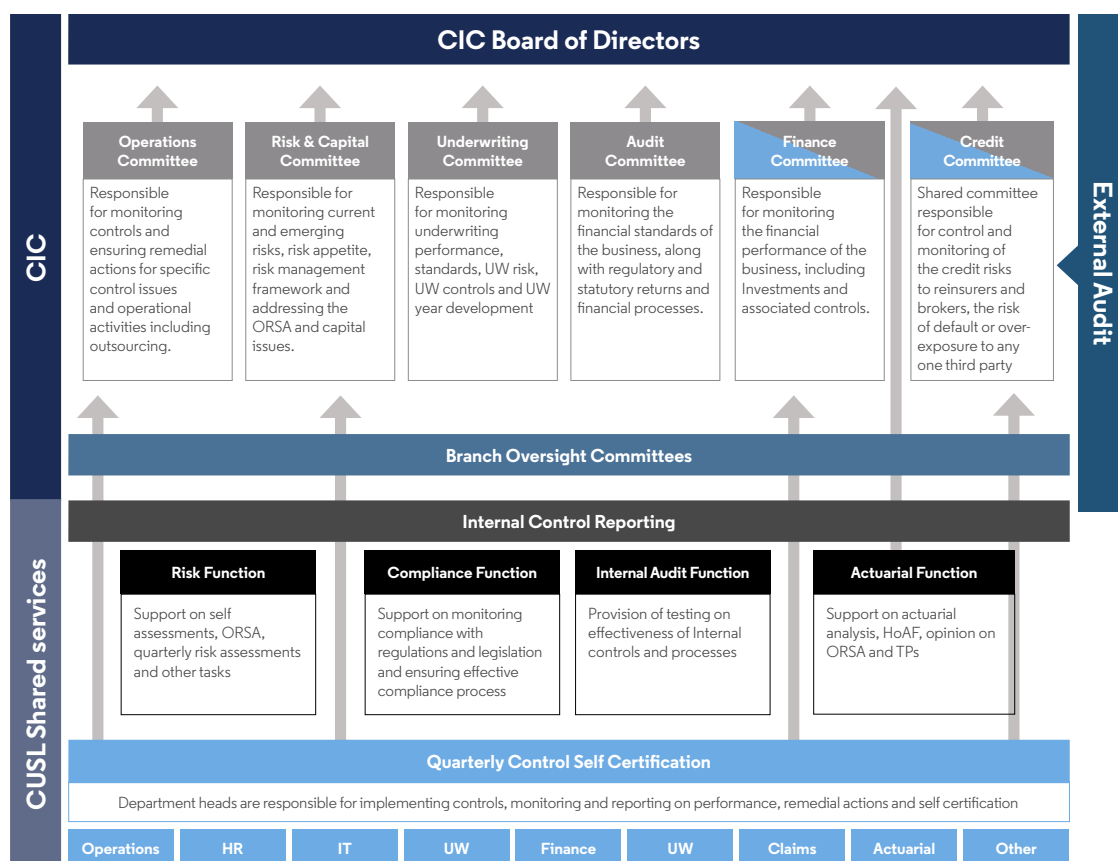 CIC Board of Directors
CIC
External Audit
Operations
Committee
Responsible
for monitoring
controls and
ensuring remedial
actions for specific
control issues
and operational
activities including
outsourcing.
Risk & Capital
Committee
Responsible for
monitoring current
and emerging
risks, risk appetite,
risk management
framework and
addressing the
ORSA and capital
issues.
Underwriting
Committee
Responsible
for monitoring
underwriting
performance,
standards, UW risk,
UW controls and UW
year development
Audit
Committee
Responsible for
monitoring the
financial standards of
the business, along
with regulatory and
statutory returns and
financial processes.
Finance
Committee
Responsible
for monitoring
the financial
performance of the
business, including
Investments and
associated controls.
Credit
Committee
Shared committee
responsible
for control and
monitoring of
the credit risks
to reinsurers and
brokers, the risk
of default or over-
exposure to any
one third party
Branch Oversight Committees
CUSL Shared services
Internal Control Reporting
Risk Function
Support on self
assessments, ORSA,
quarterly risk assessments
and other tasks
Compliance Function
Support on monitoring
compliance with
regulations and legislation
and ensuring effective
compliance process
Internal Audit Function
Provision of testing on
effectiveness of Internal
controls and processes
Actuarial Function
Support on actuarial
analysis, HoAF, opinion on
ORSA and TPs
Quarterly Control Self Certification
Department heads are responsible for implementing controls, monitoring and reporting on performance, remedial actions and self certification
Operations
HR
IT
UW
Finance
UW
Claims
Actuarial
Other